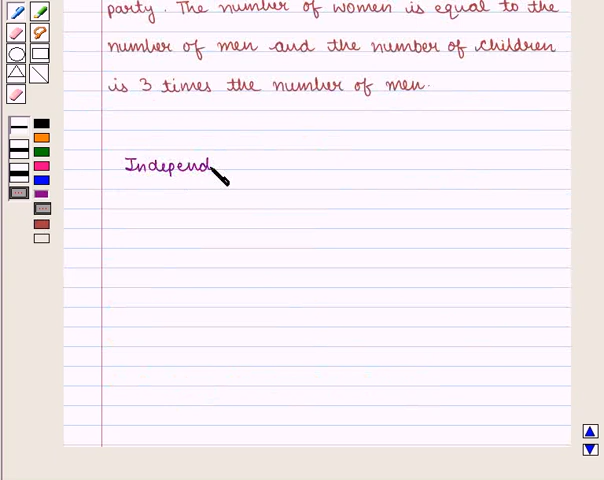 party. The number of women is equal to the
number of men and the number of children
is 3 times the number of men.
Independ